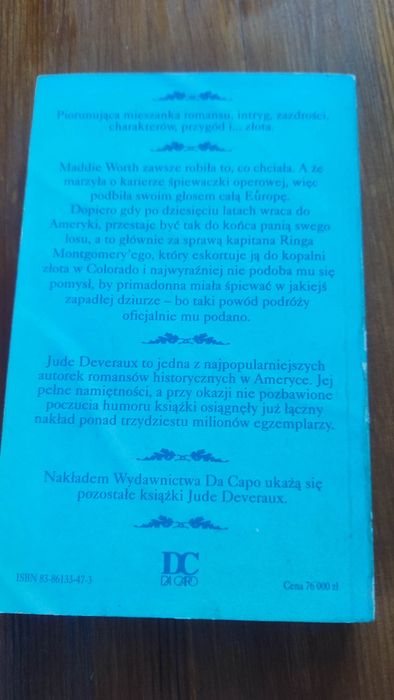 Piorunująca mieszanka romansu, intryg, zazdrości,
charakterów, przygód i... złota.
Maddie Worth zawsze robiła to, co chciała. A że
marzyła o karierze śpiewaczki operowej, więc
podbiła swoim głosem całą Europę.
Dopiero gdy po dziesięciu latach wraca do
Ameryki, przestaje być tak do końca panią swego
losu, a to głównie za sprawą kapitana Ringa
Montgomery'ego, który eskortuje ją do kopalni
złota w Colorado i najwyraźniej nie podoba mu się
pomysł, by primadonna miała śpiewać w jakiejś
zapadłej dziurze – bo taki powód podróży
oficjalnie mu podano.
Jude Deveraux to jedna z najpopularniejszych
autorek romansów historycznych w Ameryce. Jej
pełne namiętności, a przy okazji nie pozbawione
poczucia humoru książki osiągnęły już łączny
nakład ponad trzydziestu milionów egzemplarzy.
Nakładem Wydawnictwa Da Capo ukażą się
pozostałe książki Jude Deveraux.
DC
DA CAPO
ISBN 83-86133-47-3
Cena 76 000 zł